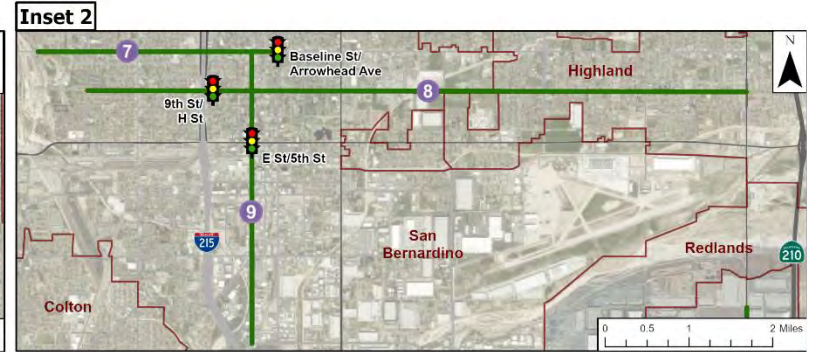 Inset 2
7
Baseline St/
Arrowhead Ave
Highland
N
8
9th St/
H St
E St/5th St
9
215
San
Bernardino
Redlands
210
Colton
0 0.5 1 2 Miles